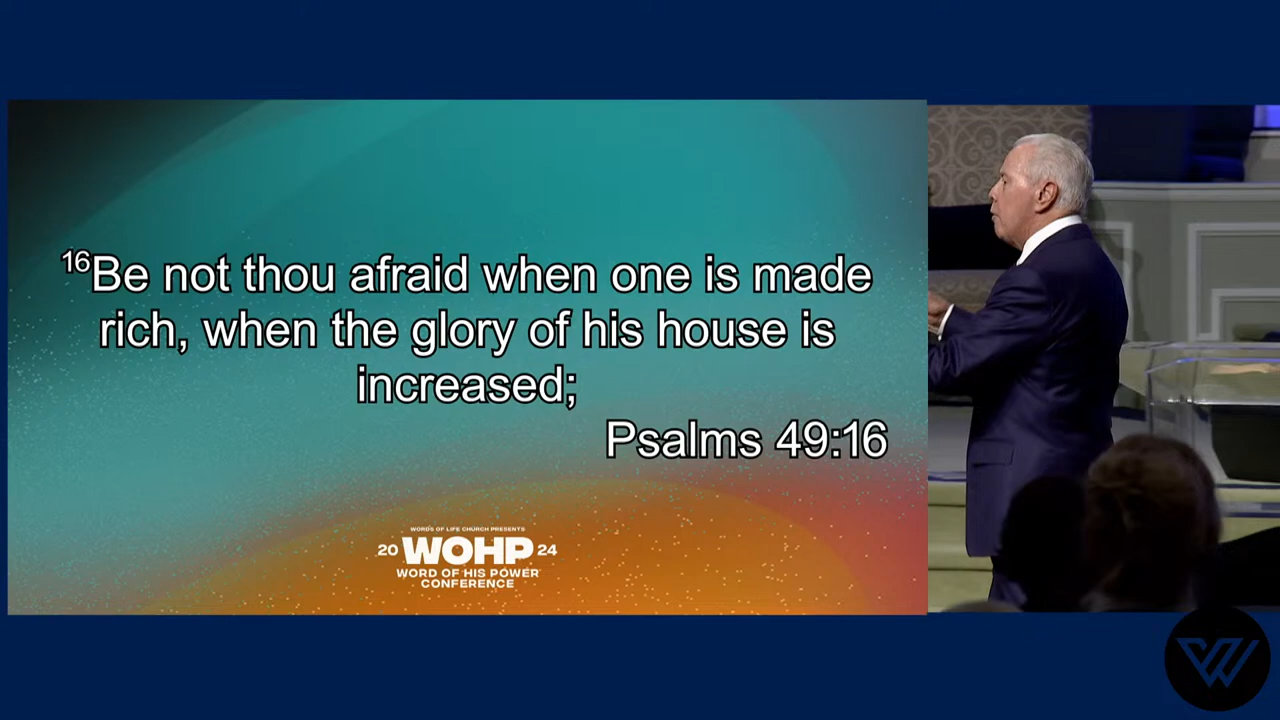 16Be not thou afraid when one is made
rich, when the glory of his house is
increased;
Psalms 49:16
WORDS OF LIFE CHURCH PRESENTS
20 WOHP 24
WORD OF HIS POWER
CONFERENCE